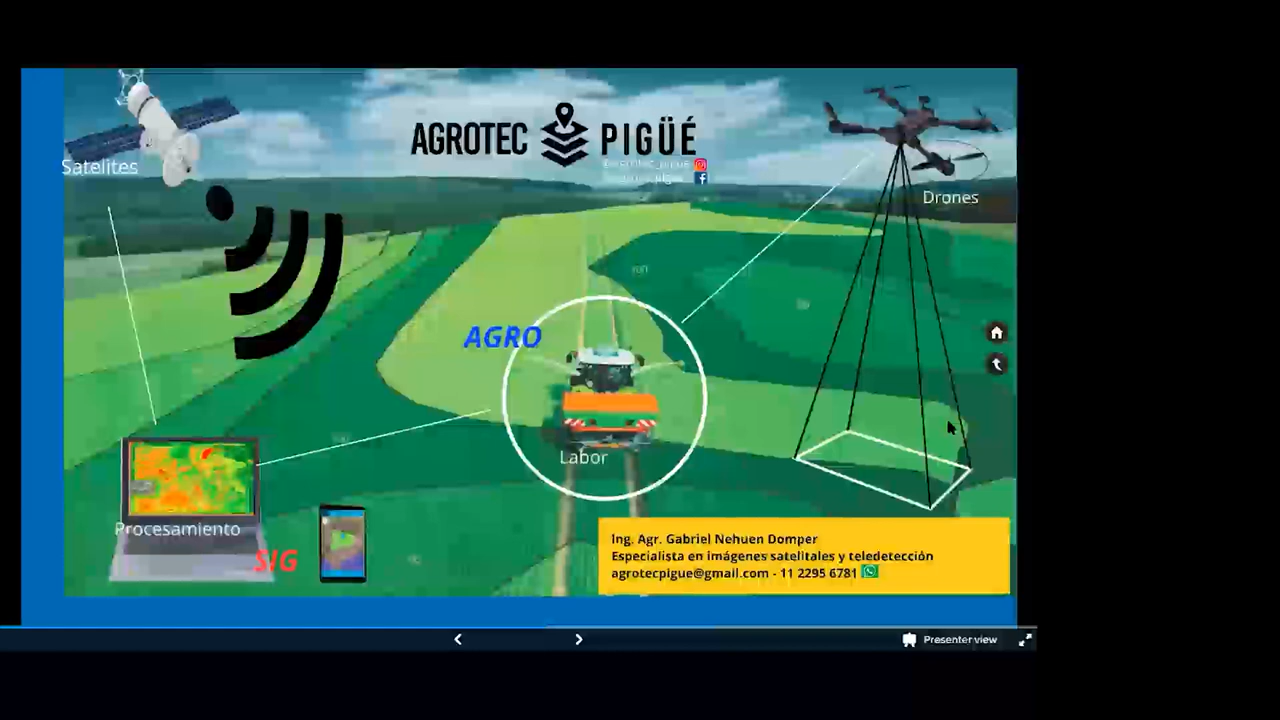 AGROTEC PIGÜÉ
Satelites
Drones
AGRO
Labor
Procesamiento
SIG
Ing. Agr. Gabriel Nehuen Domper
Especialista en imágenes satelitales y teledetección
agrotecpigue@gmail.com - 11 2295 6781
Presenter view